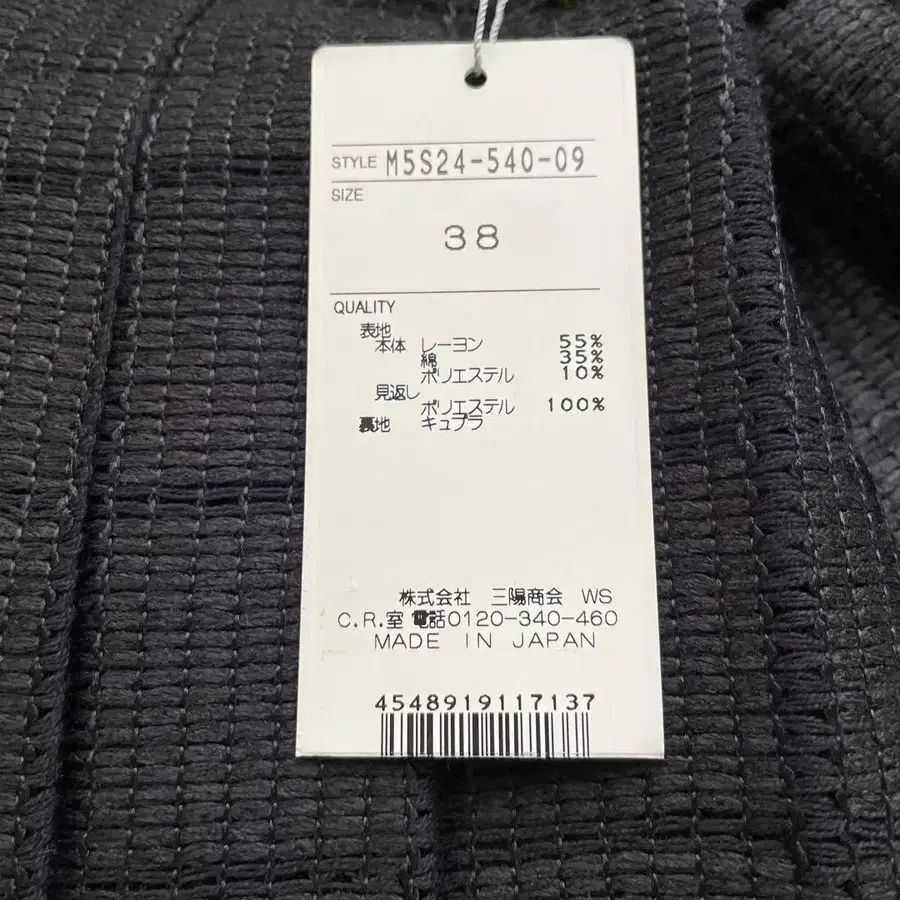 STYLE M5S24-540-09
SIZE
38
QUALITY
表地
本体 レーヨン 55%
綿 35%
ポリエステル 10%
見返し
ポリエステル 100%
裏地 キュプラ
株式会社 三陽商会 WS
C.R.室 電話0120-340-460
MADE IN JAPAN
4548919117137